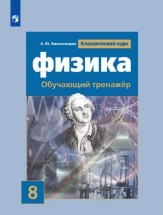 А. Ю. Хмельницкая
Классический курс
физика
Обучающий тренажёр
8